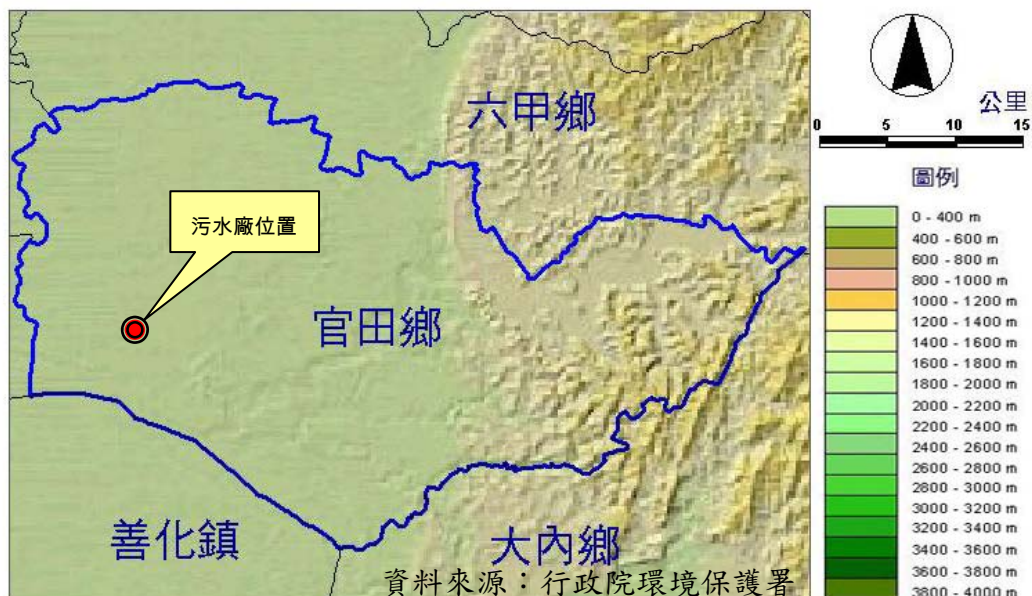 六甲鄉
污水廠位置
官田鄉
善化鎮
大內鄉
資料來源：行政院環境保護署
公里
0 5 10 15
圖例
0 - 400 m
400 - 600 m
600 - 800 m
800 - 1000 m
1000 - 1200 m
1200 - 1400 m
1400 - 1600 m
1600 - 1800 m
1800 - 2000 m
2000 - 2200 m
2200 - 2400 m
2400 - 2600 m
2600 - 2800 m
2800 - 3000 m
3000 - 3200 m
3200 - 3400 m
3400 - 3600 m
3600 - 3800 m
3800 - 4000 m